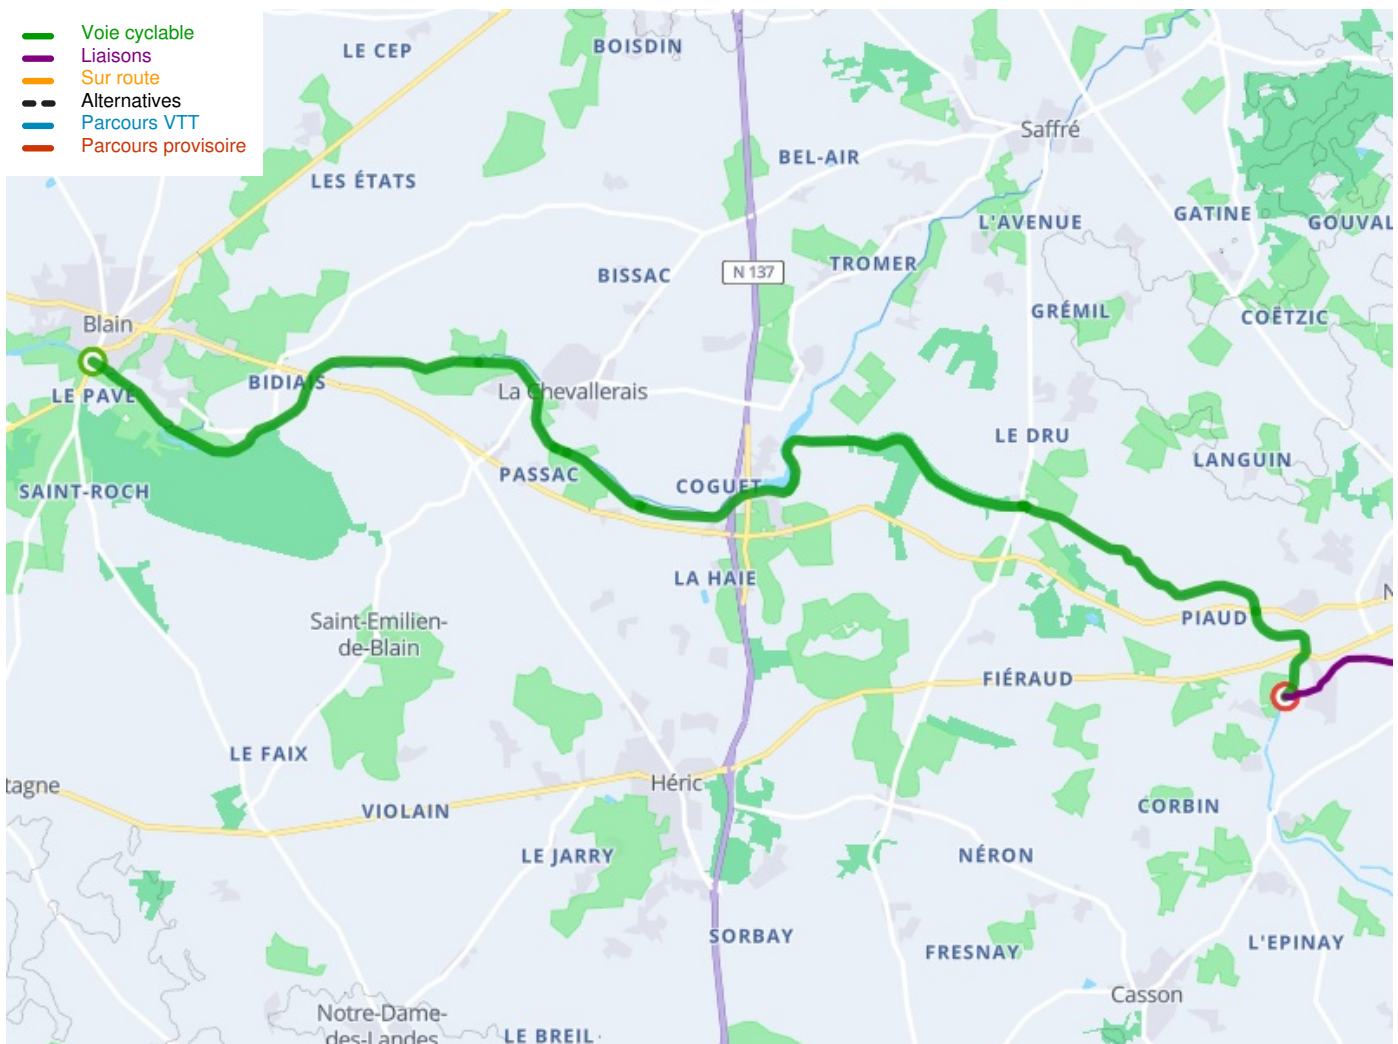 Voie cyclable
Liaisons
Sur route
Alternatives
Parcours VTT
Parcours provisoire
LE CEP
BOISDIN
Saffré
BEL-AIR
LES ÉTATS
GATINE
L'AVENUE
GOUVAL
TROMER
BISSAC
N 137
GRÉMIL
COËTZIC
Blain
BIDIAIS
LE PAVÉ
La Chevallerais
LE DRU
LANGUIN
PASSAC
COGUET
SAINT-ROCH
LA HAIE
N
PIAUD
Saint-Emilien-
de-Blain
FIÉRAUD
LE FAIX
Héric
tagne
VIOLAIN
CORBIN
LE JARRY
NÉRON
SORBAY
FRESNAY
L'EPINAY
Casson
Notre-Dame-
des-Landes
LE BREIL